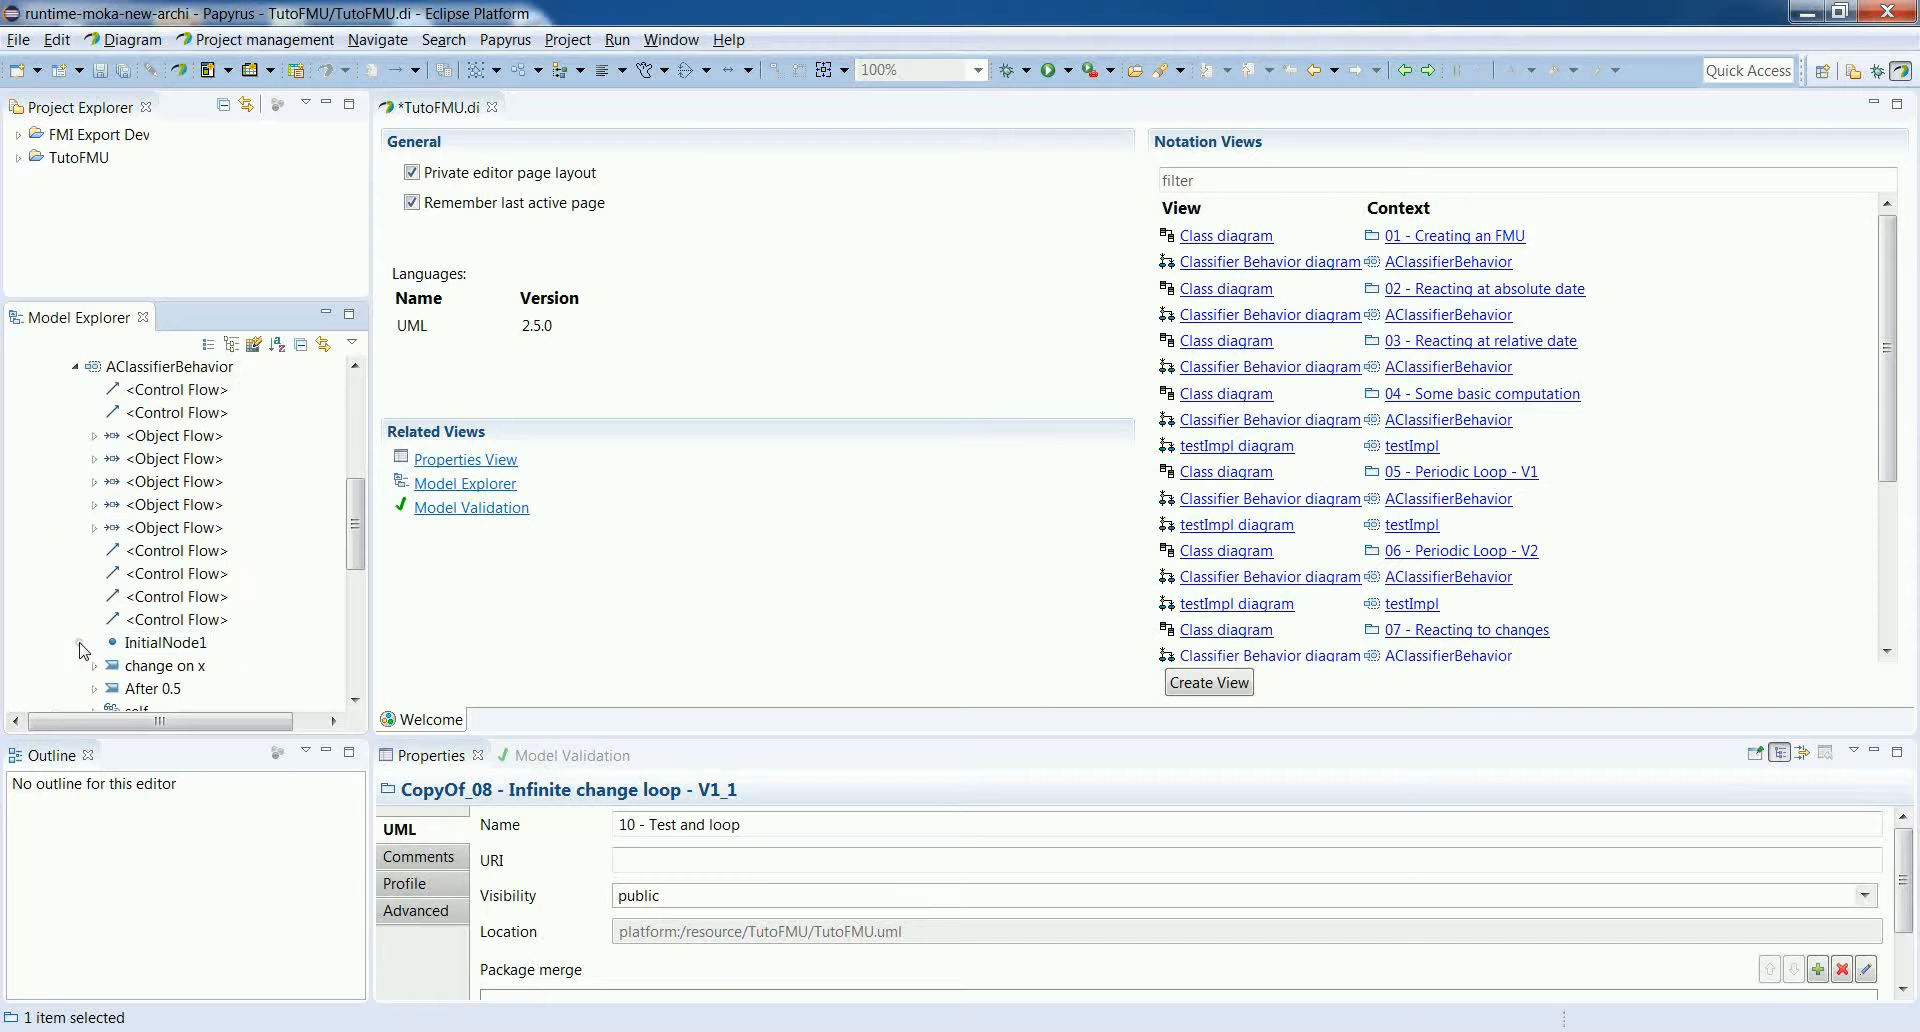 runtime-moka-new-archi - Papyrus - TutoFMU/TutoFMU.di - Eclipse Platform
File Edit Diagram Project management Navigate Search Papyrus Project Run Window Help
100% Quick Access
Project Explorer
FMI Export Dev
TutoFMU
Model Explorer
AClassifierBehavior
<Control Flow>
<Control Flow>
<Object Flow>
<Object Flow>
<Object Flow>
<Object Flow>
<Object Flow>
<Control Flow>
<Control Flow>
<Control Flow>
<Control Flow>
InitialNode1
change on x
After 0.5
self
Outline
No outline for this editor
*TutoFMU.di
General
Private editor page layout
Remember last active page
Languages:
Name Version
UML 2.5.0
Related Views
Properties View
Model Explorer
Model Validation
Notation Views
filter
View Context
Class diagram 01 - Creating an FMU
Classifier Behavior diagram AClassifierBehavior
Class diagram 02 - Reacting at absolute date
Classifier Behavior diagram AClassifierBehavior
Class diagram 03 - Reacting at relative date
Classifier Behavior diagram AClassifierBehavior
Class diagram 04 - Some basic computation
Classifier Behavior diagram AClassifierBehavior
testImpl diagram testImpl
Class diagram 05 - Periodic Loop - V1
Classifier Behavior diagram AClassifierBehavior
testImpl diagram testImpl
Class diagram 06 - Periodic Loop - V2
Classifier Behavior diagram AClassifierBehavior
testImpl diagram testImpl
Class diagram 07 - Reacting to changes
Classifier Behavior diagram AClassifierBehavior
Create View
Welcome
Properties Model Validation
CopyOf_08 - Infinite change loop - V1_1
UML
Comments
Profile
Advanced
Name 10 - Test and loop
URI
Visibility public
Location platform:/resource/TutoFMU/TutoFMU.uml
Package merge
1 item selected